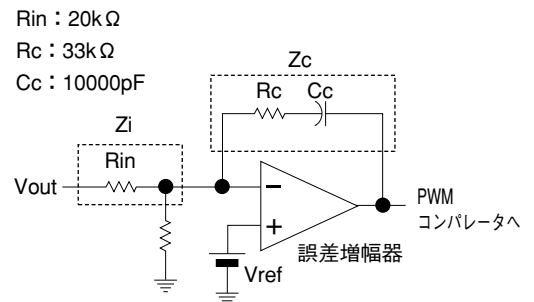 Rin：20kΩ
Rc：33kΩ
Cc：10000pF
Zc
Rc Cc
Zi
Rin
Vout
−
+
PWM
コンパレータへ
誤差増幅器
Vref